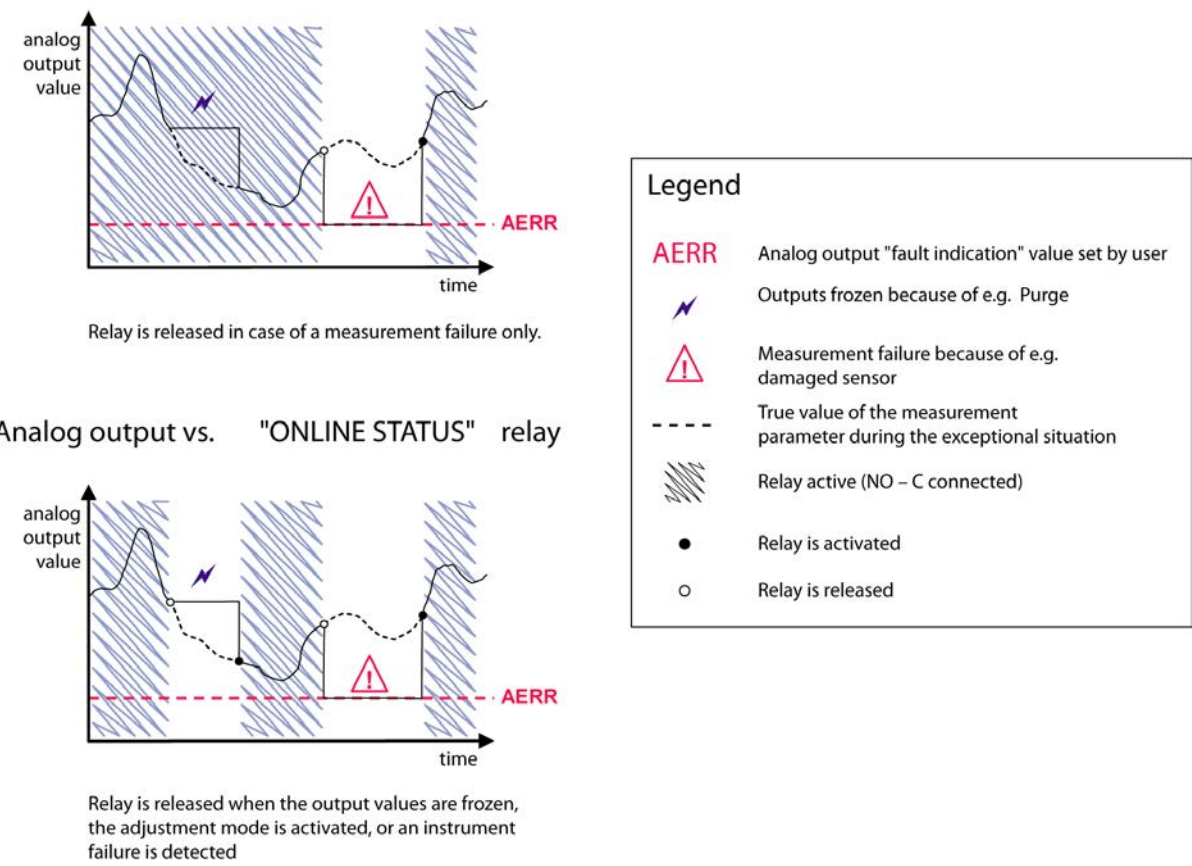 analog
output
value
AERR
time
Relay is released in case of a measurement failure only.
Analog output vs. "ONLINE STATUS" relay
analog
output
value
AERR
time
Relay is released when the output values are frozen,
the adjustment mode is activated, or an instrument
failure is detected
Legend
AERR Analog output "fault indication" value set by user
Outputs frozen because of e.g. Purge
Measurement failure because of e.g.
damaged sensor
True value of the measurement
parameter during the exceptional situation
Relay active (NO – C connected)
Relay is activated
Relay is released